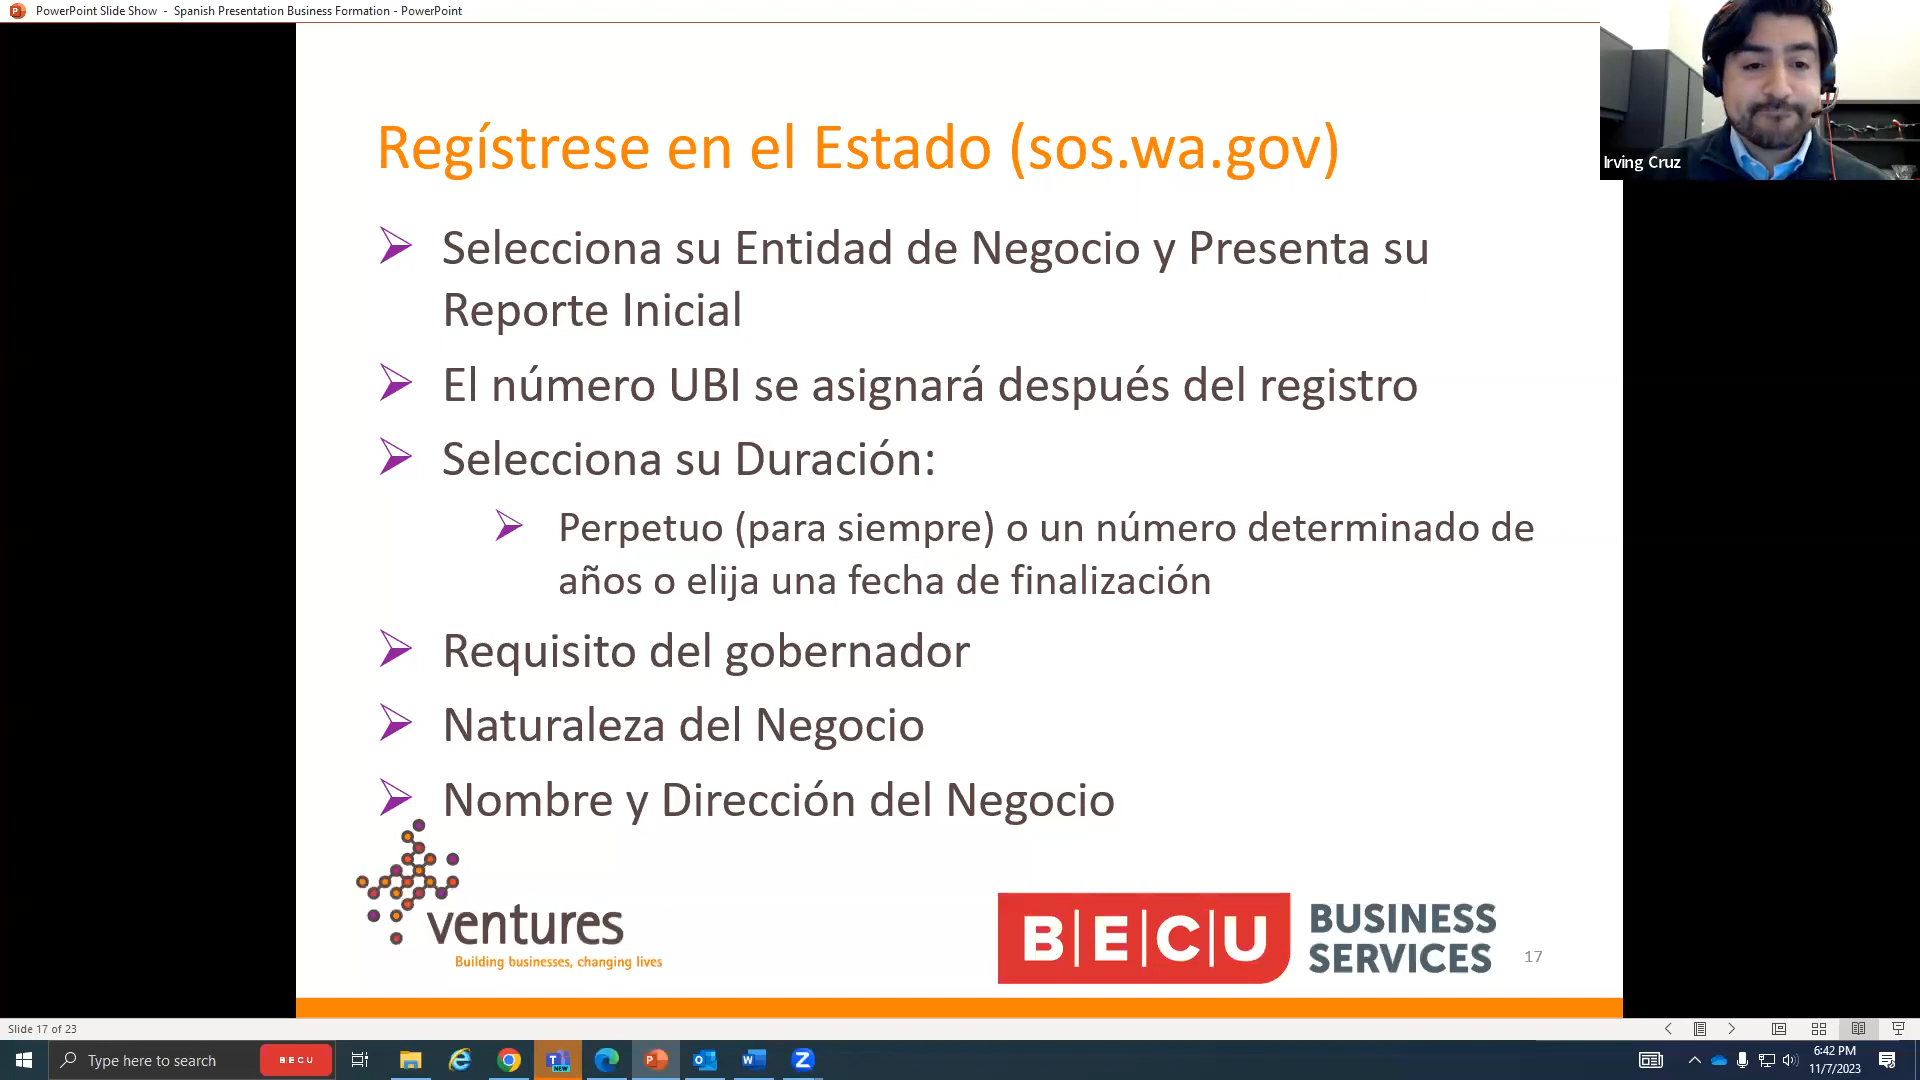 PowerPoint Slide Show - Spanish Presentation Business Formation - PowerPoint
Irving Cruz
Regístrese en el Estado (sos.wa.gov)
Selecciona su Entidad de Negocio y Presenta su
Reporte Inicial
El número UBI se asignará después del registro
Selecciona su Duración:
Perpetuo (para siempre) o un número determinado de
años o elija una fecha de finalización
Requisito del gobernador
Naturaleza del Negocio
Nombre y Dirección del Negocio
ventures
Building businesses, changing lives
BECU
BUSINESS
SERVICES
17
Slide 17 of 23
Type here to search
BECU
NEW
6:42 PM
11/7/2023